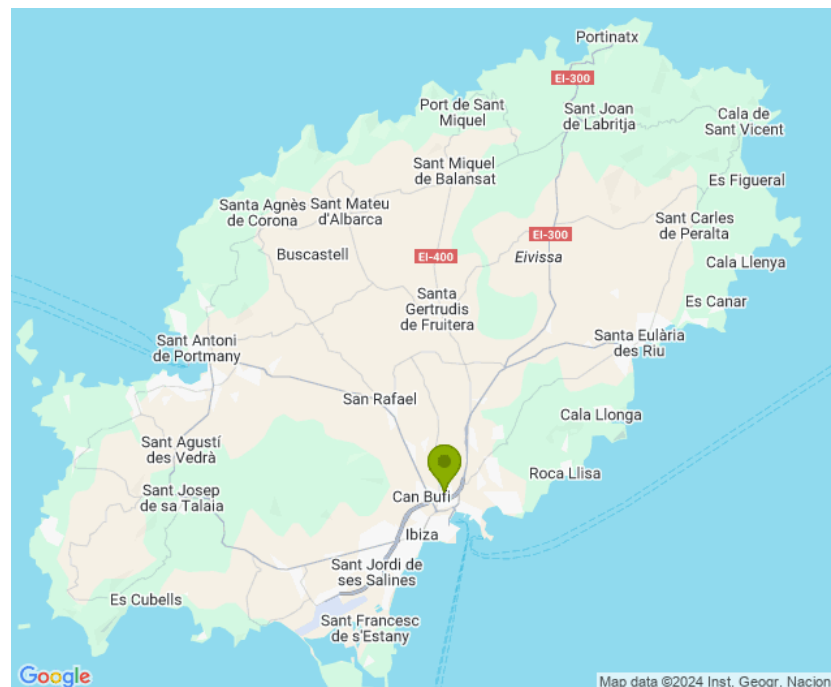 Portinatx
EI-300
Port de Sant
Miquel
Sant Joan
de Labritja
Cala de
Sant Vicent
Sant Miquel
de Balansat
Es Figueral
Santa Agnès
de Corona
Sant Mateu
d'Albarca
Sant Carles
de Peralta
EI-300
Buscastell
EI-400
Eivissa
Cala Llenya
Santa
Gertrudis
de Fruitera
Es Canar
Sant Antoni
de Portmany
Santa Eulària
des Riu
San Rafael
Cala Llonga
Sant Agustí
des Vedrà
Roca Llisa
Sant Josep
de sa Talaia
Can Bufí
Ibiza
Sant Jordi de
ses Salines
Es Cubells
Sant Francesc
de s'Estany
Google
Map data ©2024 Inst. Geogr. Nacion